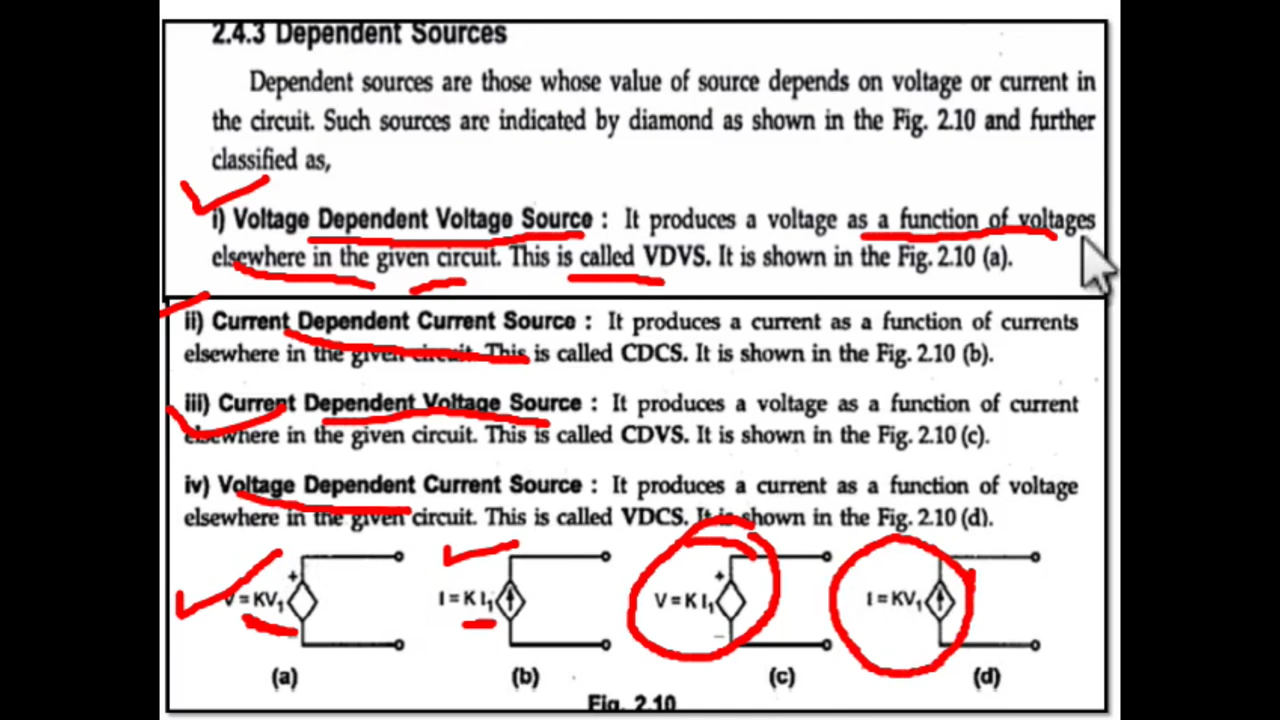 2.4.3 Dependent Sources
Dependent sources are those whose value of source depends on voltage or current in
the circuit. Such sources are indicated by diamond as shown in the Fig. 2.10 and further
classified as,
i) Voltage Dependent Voltage Source : It produces a voltage as a function of voltages
elsewhere in the given circuit. This is called VDVS. It is shown in the Fig. 2.10 (a).
ii) Current Dependent Current Source : It produces a current as a function of currents
elsewhere in the given circuit. This is called CDCS. It is shown in the Fig. 2.10 (b).
iii) Current Dependent Voltage Source : It produces a voltage as a function of current
elsewhere in the given circuit. This is called CDVS. It is shown in the Fig. 2.10 (c).
iv) Voltage Dependent Current Source : It produces a current as a function of voltage
elsewhere in the given circuit. This is called VDCS. It is shown in the Fig. 2.10 (d).
V = KV₁ + I = K I₁ V = K I₁ + − I = KV₁
(a) (b) (c) (d)
Fig. 2.10